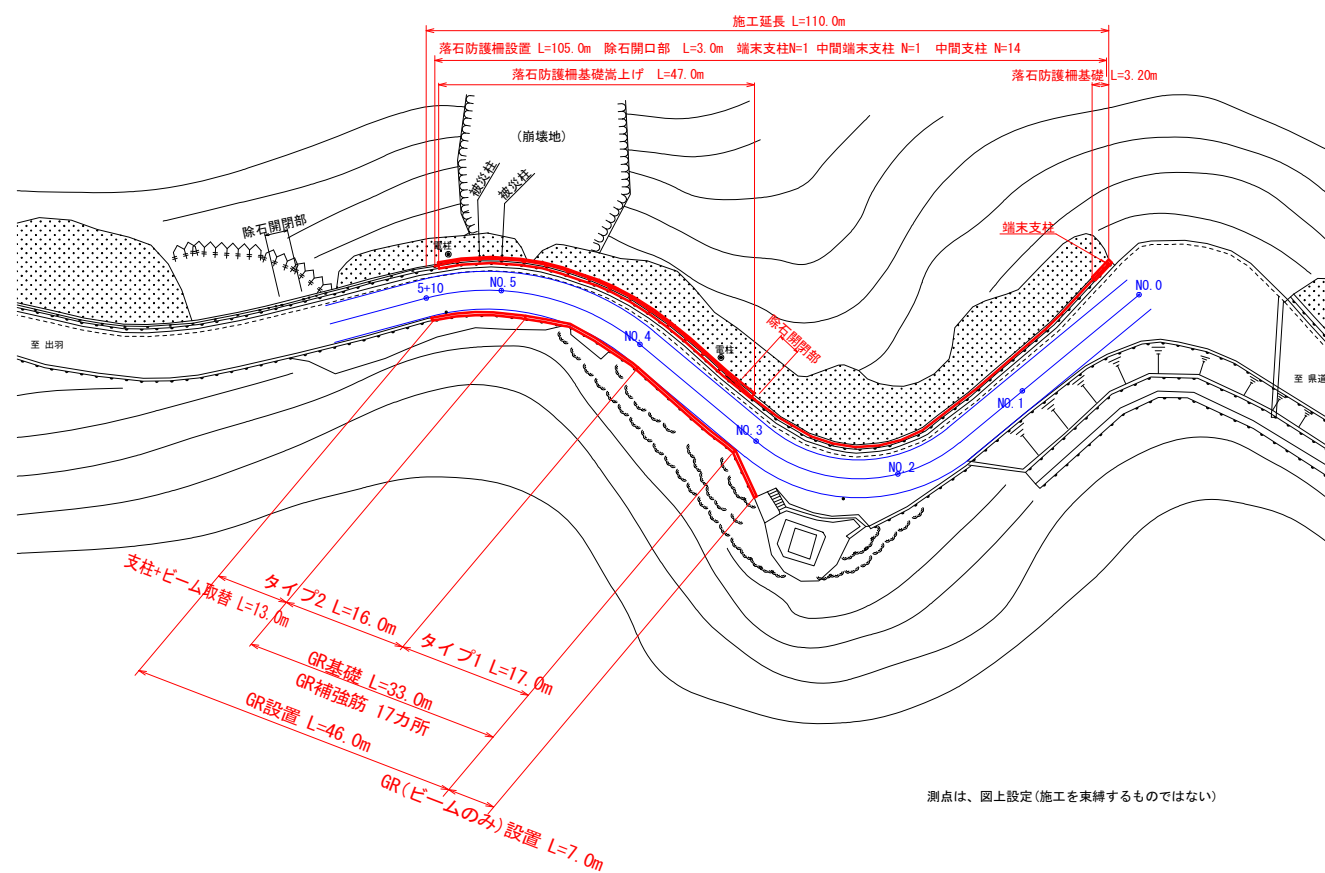 施工延長 L=110.0m
落石防護柵設置 L=105.0m 除石開口部 L=3.0m 端末支柱N=1 中間端末支柱 N=1 中間支柱 N=14
落石防護柵基礎嵩上げ L=47.0m
落石防護柵基礎 L=3.20m
(崩壊地)
被災柱
被災柱
除石開閉部
電柱
端末支柱
5+10
NO.5
NO.0
至 出羽
NO.4
電柱
除石開閉部
至 県道
NO.1
NO.3
NO.2
支柱+ビーム取替 L=13.0m
タイプ2 L=16.0m
タイプ1 L=17.0m
GR基礎 L=33.0m
GR補強筋 17カ所
GR設置 L=46.0m
GR(ビームのみ)設置 L=7.0m
測点は、図上設定(施工を束縛するものではない)